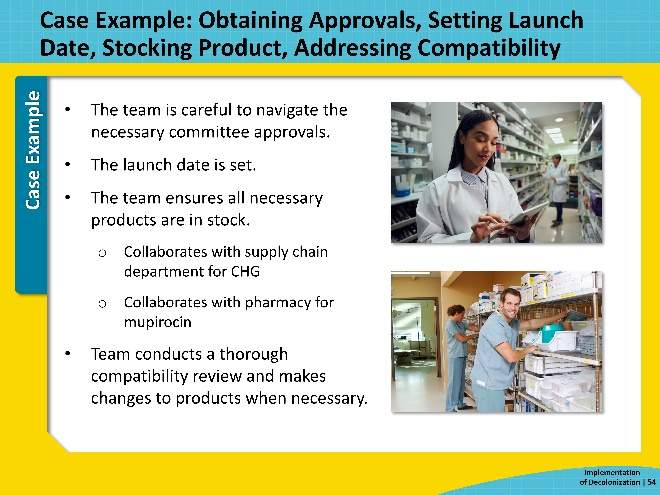 Case Example: Obtaining Approvals, Setting Launch
Date, Stocking Product, Addressing Compatibility
Case Example
• The team is careful to navigate the
necessary committee approvals.
• The launch date is set.
• The team ensures all necessary
products are in stock.
o Collaborates with supply chain
department for CHG
o Collaborates with pharmacy for
mupirocin
• Team conducts a thorough
compatibility review and makes
changes to products when necessary.
Implementation
of Decolonization | 54